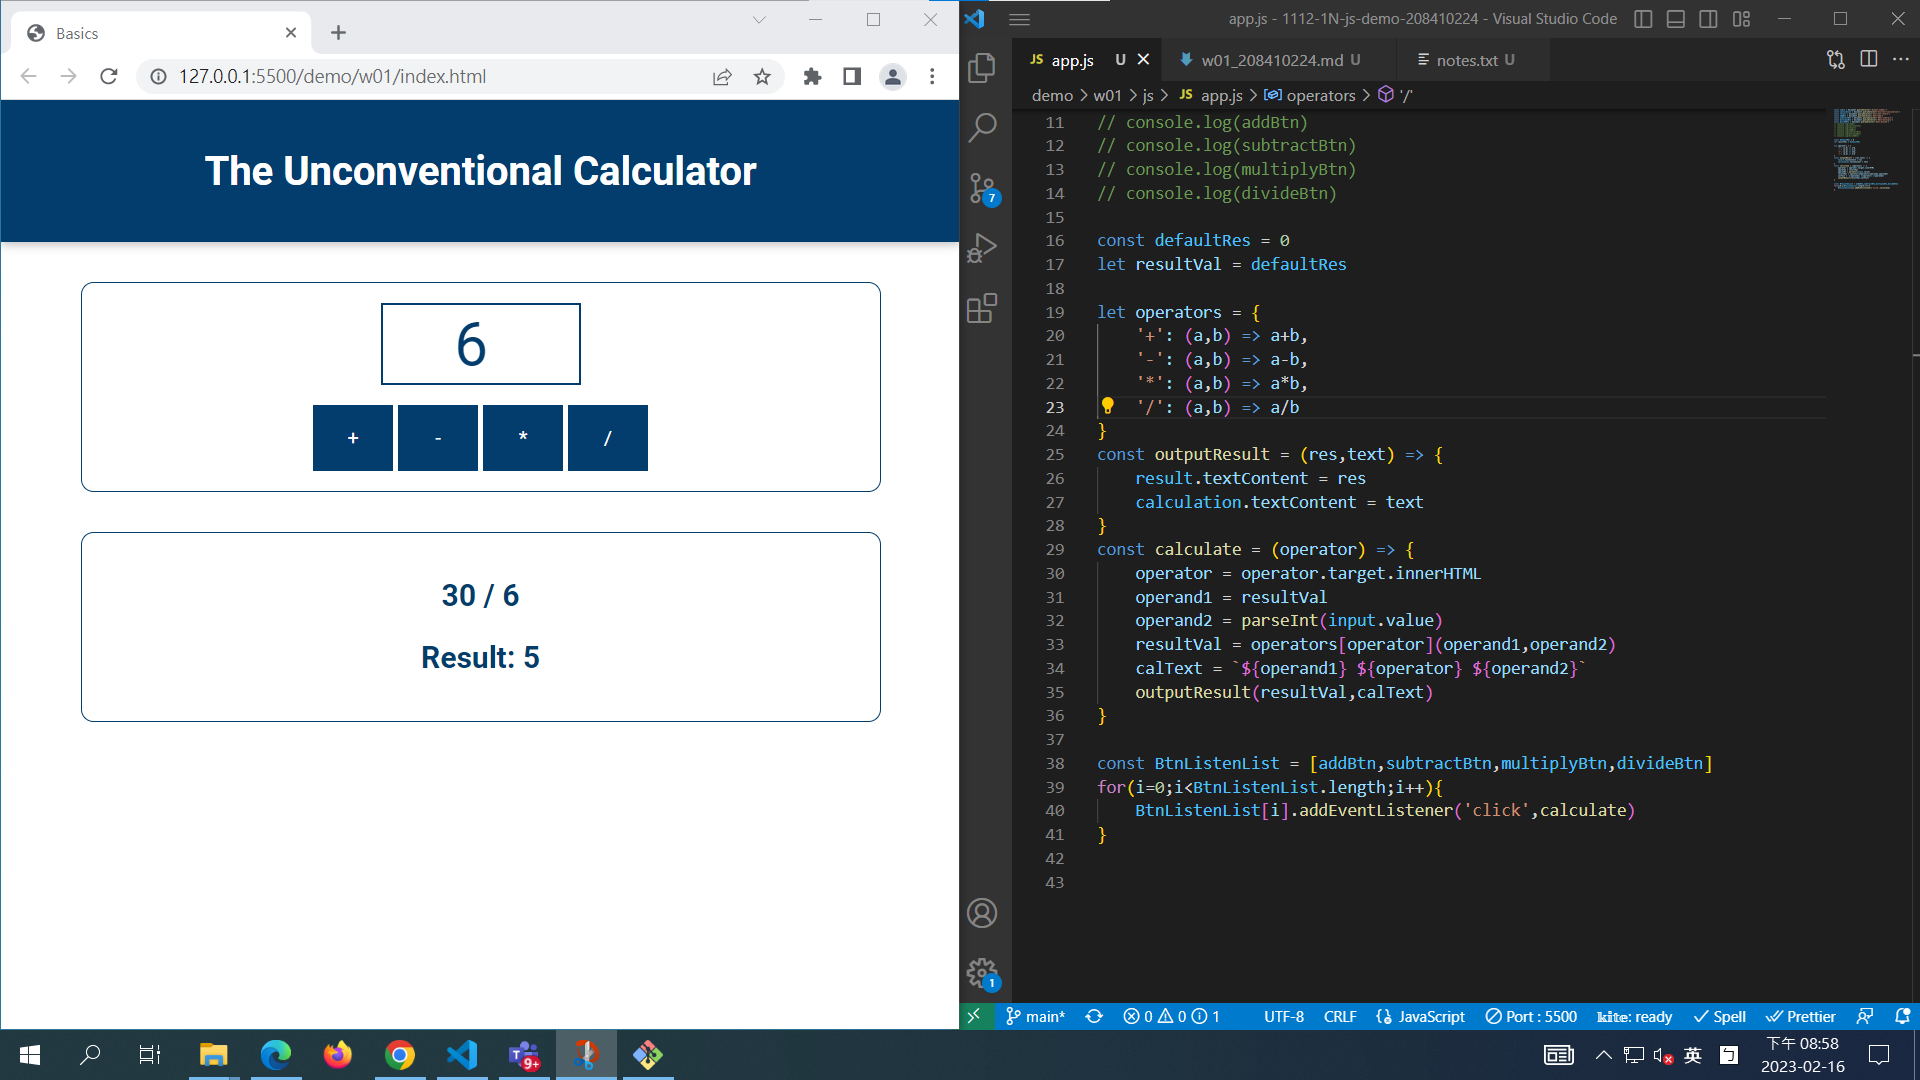 Basics
127.0.0.1:5500/demo/w01/index.html
The Unconventional Calculator
6
+ - * /
30 / 6
Result: 5
app.js - 1112-1N-js-demo-208410224 - Visual Studio Code
JS app.js U
w01_208410224.md U
notes.txt U
demo > w01 > js > JS app.js > operators > '/'
11 // console.log(addBtn)
12 // console.log(subtractBtn)
13 // console.log(multiplyBtn)
14 // console.log(divideBtn)
15
16 const defaultRes = 0
17 let resultVal = defaultRes
18
19 let operators = {
20 '+': (a,b) => a+b,
21 '-': (a,b) => a-b,
22 '*': (a,b) => a*b,
23 '/': (a,b) => a/b
24 }
25 const outputResult = (res,text) => {
26 result.textContent = res
27 calculation.textContent = text
28 }
29 const calculate = (operator) => {
30 operator = operator.target.innerHTML
31 operand1 = resultVal
32 operand2 = parseInt(input.value)
33 resultVal = operators[operator](operand1,operand2)
34 calText = `${operand1} ${operator} ${operand2}`
35 outputResult(resultVal,calText)
36 }
37
38 const BtnListenList = [addBtn,subtractBtn,multiplyBtn,divideBtn]
39 for(i=0;i<BtnListenList.length;i++){
40 BtnListenList[i].addEventListener('click',calculate)
41 }
42
43
7
1
main* 0 0 1 UTF-8 CRLF JavaScript Port : 5500 kite: ready Spell Prettier
9+
英
下午 08:58
2023-02-16